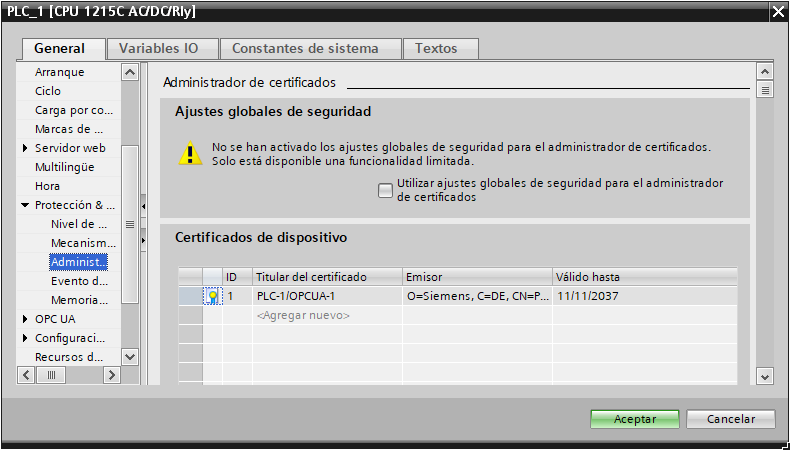 PLC_1 [CPU 1215C AC/DC/Rly]
General
Variables IO
Constantes de sistema
Textos
Arranque
Ciclo
Carga por co...
Marcas de ...
Servidor web
Multilingüe
Hora
Protección & ...
Nivel de ...
Mecanism...
Administ...
Evento d...
Memoria...
OPC UA
Configuraci...
Recursos d...
Administrador de certificados
Ajustes globales de seguridad
No se han activado los ajustes globales de seguridad para el administrador de certificados.
Solo está disponible una funcionalidad limitada.
Utilizar ajustes globales de seguridad para el administrador
de certificados
Certificados de dispositivo
ID Titular del certificado Emisor Válido hasta
1 PLC-1/OPCUA-1 O=Siemens, C=DE, CN=P... 11/11/2037
<Agregar nuevo>
Aceptar
Cancelar